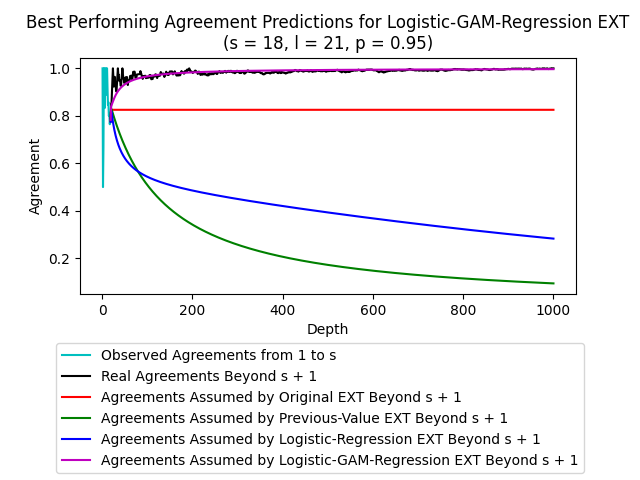 Best Performing Agreement Predictions for Logistic-GAM-Regression EXT
(s = 18, l = 21, p = 0.95)
1.0
0.8
0.6
0.4
0.2
Agreement
0 200 400 600 800 1000
Depth
Observed Agreements from 1 to s
Real Agreements Beyond s + 1
Agreements Assumed by Original EXT Beyond s + 1
Agreements Assumed by Previous-Value EXT Beyond s + 1
Agreements Assumed by Logistic-Regression EXT Beyond s + 1
Agreements Assumed by Logistic-GAM-Regression EXT Beyond s + 1